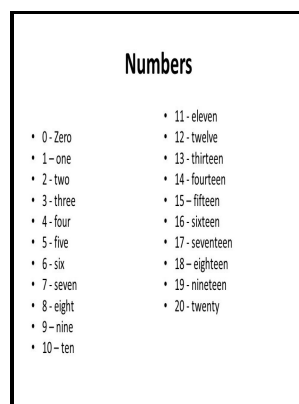 Numbers
• 0 - Zero
• 1 – one
• 2 - two
• 3 - three
• 4 - four
• 5 - five
• 6 - six
• 7 - seven
• 8 - eight
• 9 – nine
• 10 – ten
• 11 - eleven
• 12 - twelve
• 13 - thirteen
• 14 - fourteen
• 15 – fifteen
• 16 - sixteen
• 17 - seventeen
• 18 – eighteen
• 19 - nineteen
• 20 - twenty